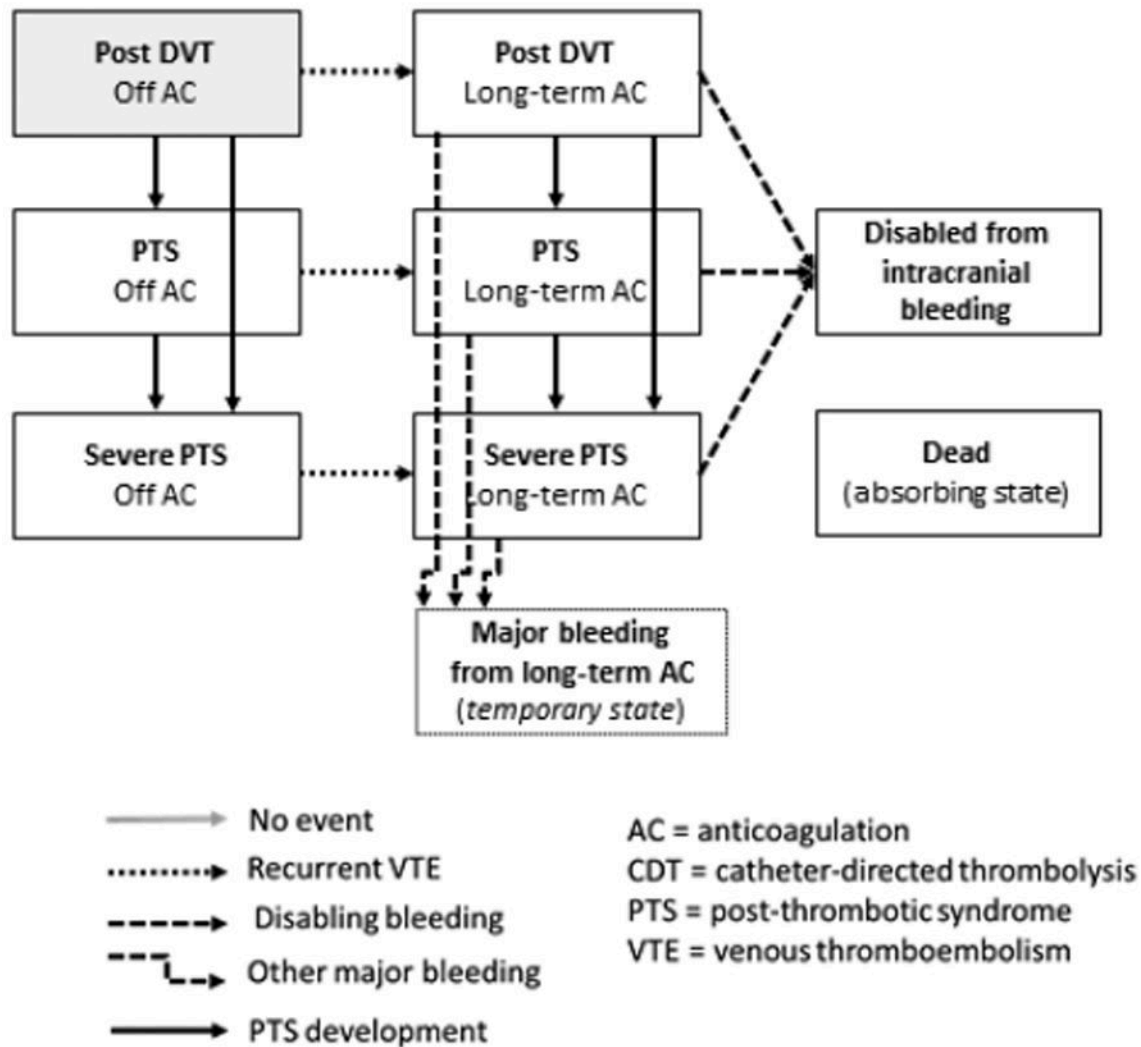 Post DVT
Off AC
Post DVT
Long-term AC
PTS
Off AC
PTS
Long-term AC
Disabled from
intracranial
bleeding
Severe PTS
Off AC
Severe PTS
Long-term AC
Dead
(absorbing state)
Major bleeding
from long-term AC
(temporary state)
No event
Recurrent VTE
Disabling bleeding
Other major bleeding
PTS development
AC = anticoagulation
CDT = catheter-directed thrombolysis
PTS = post-thrombotic syndrome
VTE = venous thromboembolism